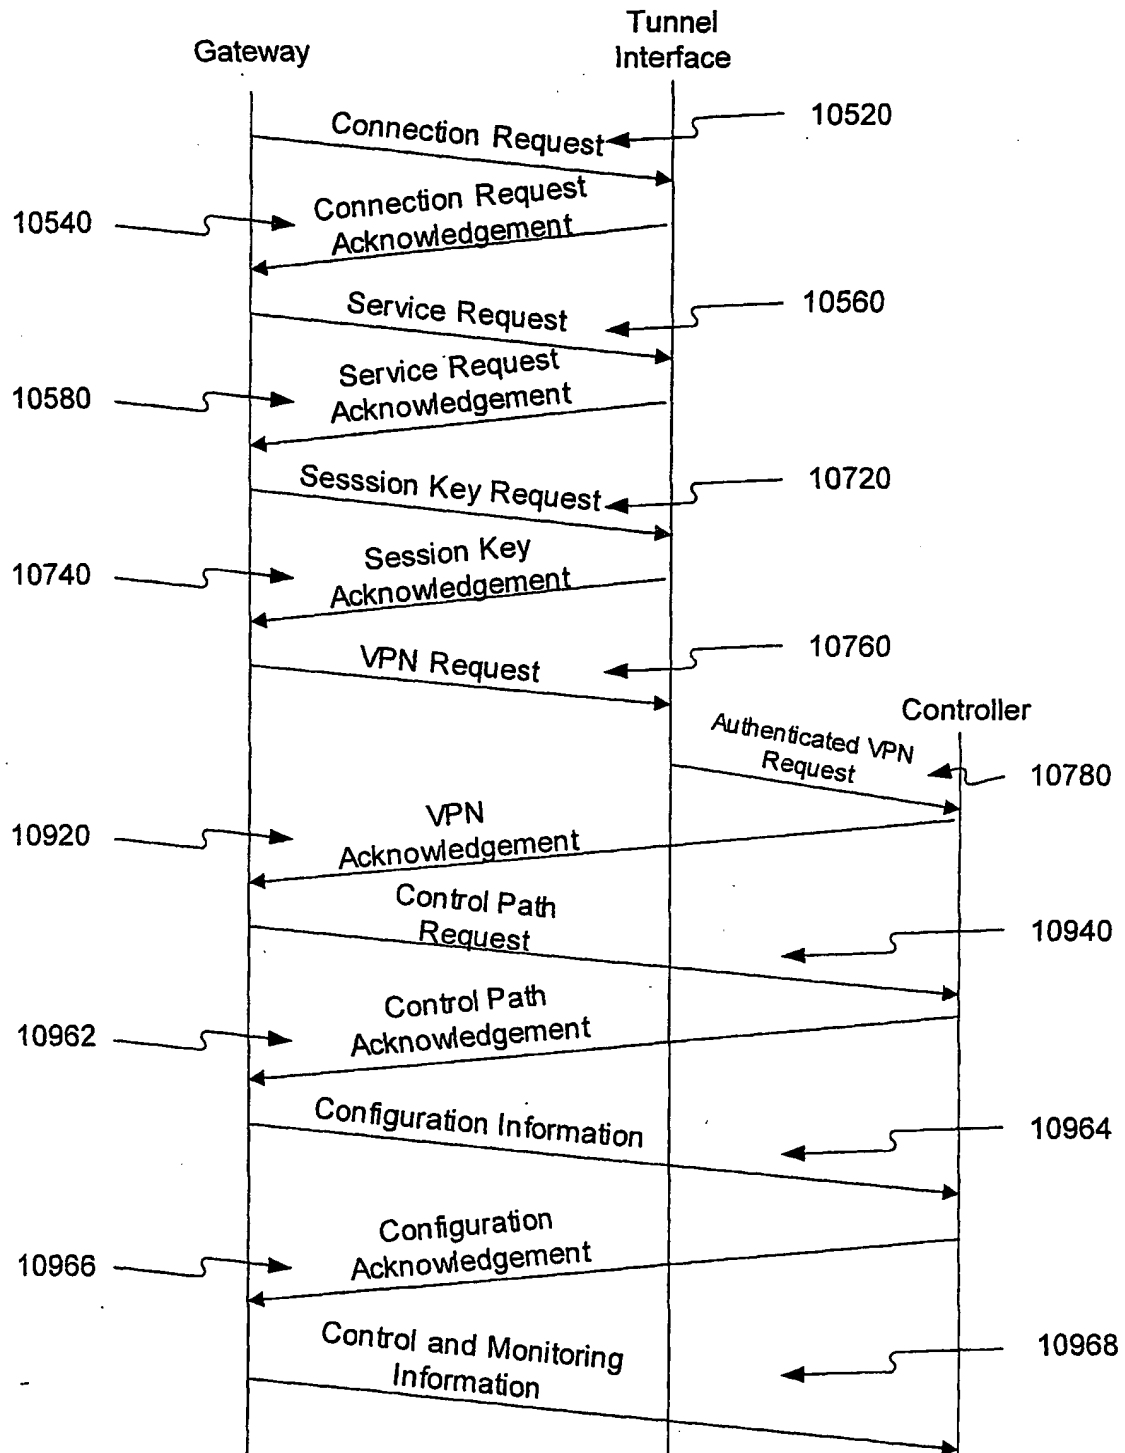 Gateway
Tunnel
Interface
Connection Request
10520
10540
Connection Request
Acknowledgement
Service Request
10560
10580
Service Request
Acknowledgement
Sesssion Key Request
10720
10740
Session Key
Acknowledgement
VPN Request
10760
Controller
Authenticated VPN
Request
10780
10920
VPN
Acknowledgement
Control Path
Request
10940
10962
Control Path
Acknowledgement
Configuration Information
10964
10966
Configuration
Acknowledgement
Control and Monitoring
Information
10968